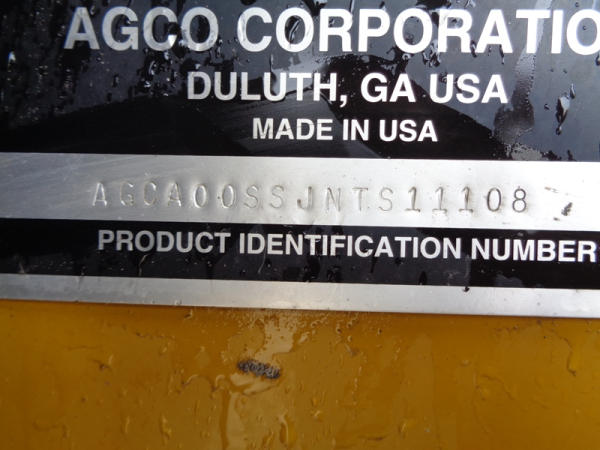 AGCO CORPORATIO
DULUTH, GA USA
MADE IN USA
AGCA00SSJNTS11108
PRODUCT IDENTIFICATION NUMBER